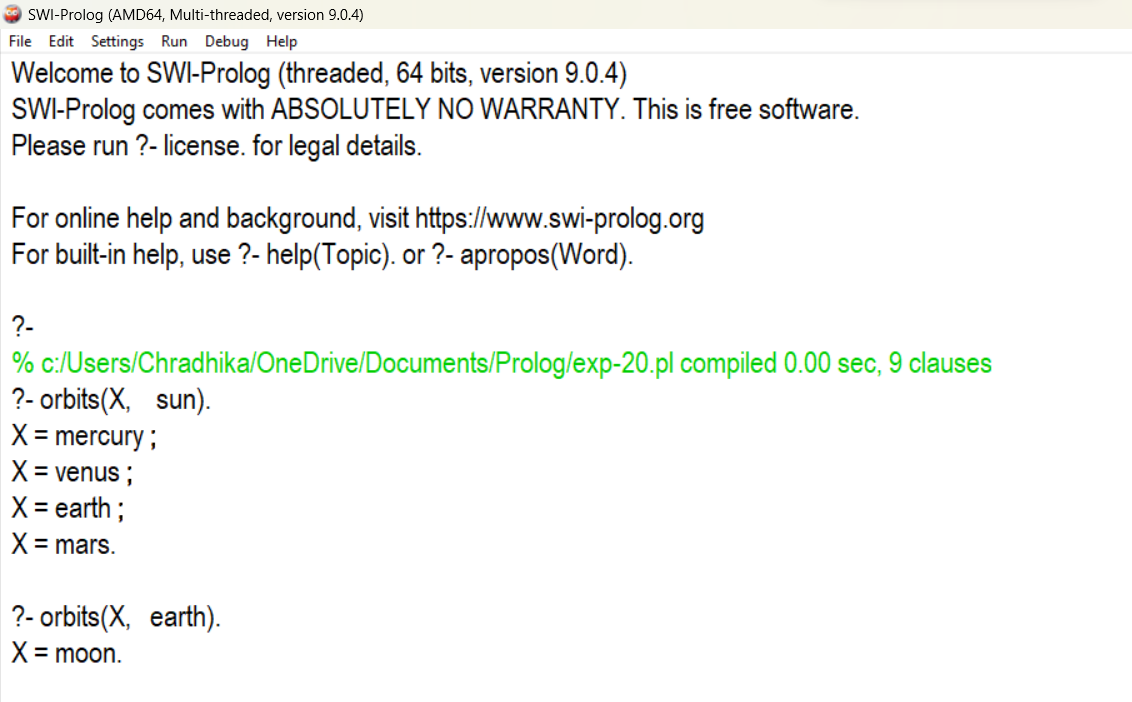 SWI-Prolog (AMD64, Multi-threaded, version 9.0.4)
File Edit Settings Run Debug Help
Welcome to SWI-Prolog (threaded, 64 bits, version 9.0.4)
SWI-Prolog comes with ABSOLUTELY NO WARRANTY. This is free software.
Please run ?- license. for legal details.
For online help and background, visit https://www.swi-prolog.org
For built-in help, use ?- help(Topic). or ?- apropos(Word).
?-
% c:/Users/Chradhika/OneDrive/Documents/Prolog/exp-20.pl compiled 0.00 sec, 9 clauses
?- orbits(X,    sun).
X = mercury ;
X = venus ;
X = earth ;
X = mars.
?- orbits(X,   earth).
X = moon.